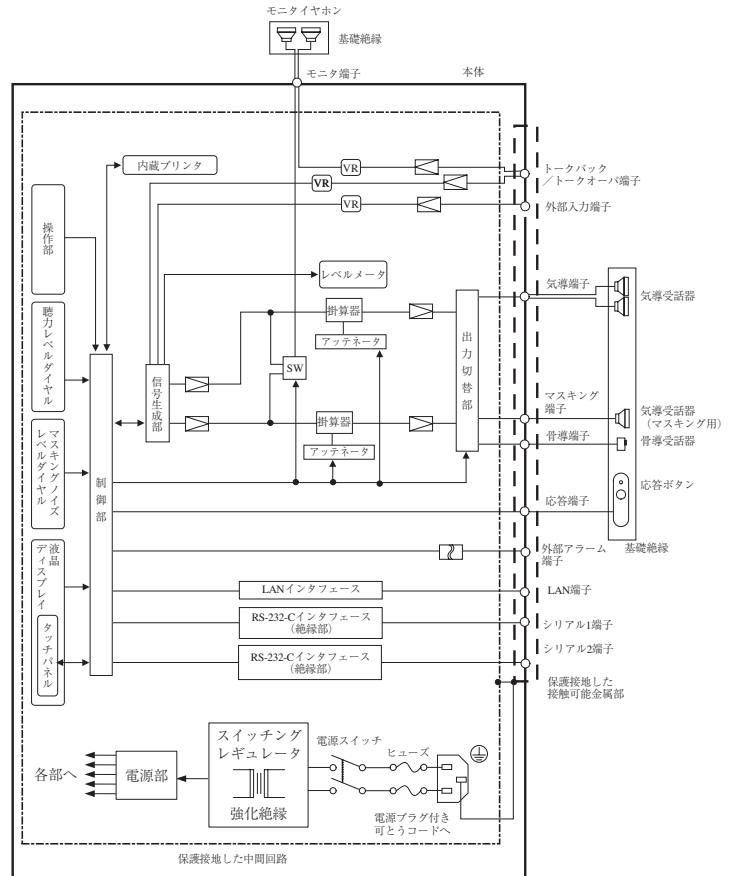 モニタイヤホン
基礎絶縁
モニタ端子
本体
内蔵プリンタ
VR
VR
VR
トークバック
／トークオーバ端子
外部入力端子
操作部
レベルメータ
気導端子
気導受話器
聴力レベルダイヤル
掛算器
アッテネータ
出力切替部
SW
信号生成部
マスキング
端子
気導受話器
（マスキング用）
マスキングノイズ
レベルダイヤル
掛算器
アッテネータ
骨導端子
骨導受話器
制御部
応答端子
応答ボタン
液晶
ディスプレイ
タッチパネル
外部アラーム
端子
基礎絶縁
LANインタフェース
LAN端子
RS-232-Cインタフェース
（絶縁部）
シリアル1端子
RS-232-Cインタフェース
（絶縁部）
シリアル2端子
保護接地した
接触可能金属部
スイッチング
レギュレータ
強化絶縁
電源スイッチ
ヒューズ
各部へ
電源部
電源プラグ付き
可とうコードへ
保護接地した中間回路